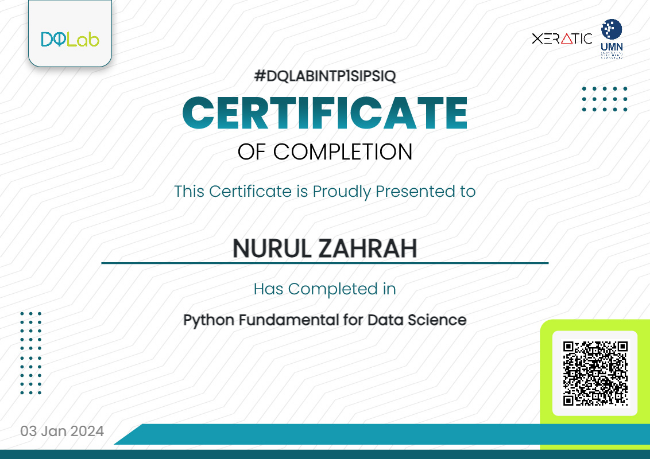 DQLab
XERATIC
UMN
#DQLABINTP1SIPSIQ
CERTIFICATE
OF COMPLETION
This Certificate is Proudly Presented to
NURUL ZAHRAH
Has Completed in
Python Fundamental for Data Science
03 Jan 2024